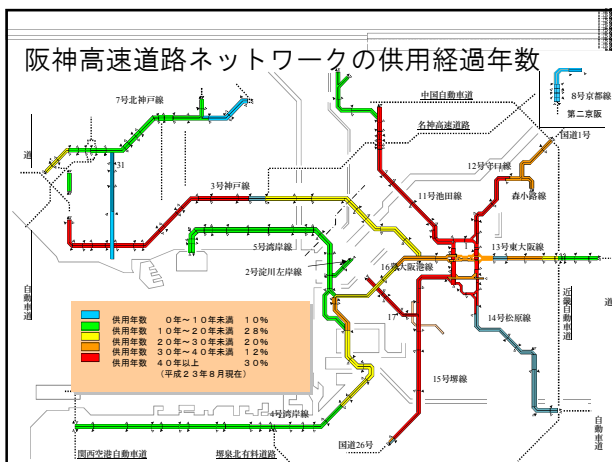 阪神高速道路ネットワークの供用経過年数
7号北神戸線
中国自動車道
8号京都線
第二京阪
名神高速道路
国道1号
12号守口線
道
31
3号神戸線
11号池田線
森小路線
5号湾岸線
13号東大阪線
2号淀川左岸線
16号大阪港線
自動車道
近畿自動車道
道
17
14号松原線
供用年数 0年～10年未満 10%
供用年数 10年～20年未満 28%
供用年数 20年～30年未満 20%
供用年数 30年～40年未満 12%
供用年数 40年以上 30%
(平成23年8月現在)
15号堺線
4号湾岸線
自動車道
国道26号
関西空港自動車道
堺泉北有料道路